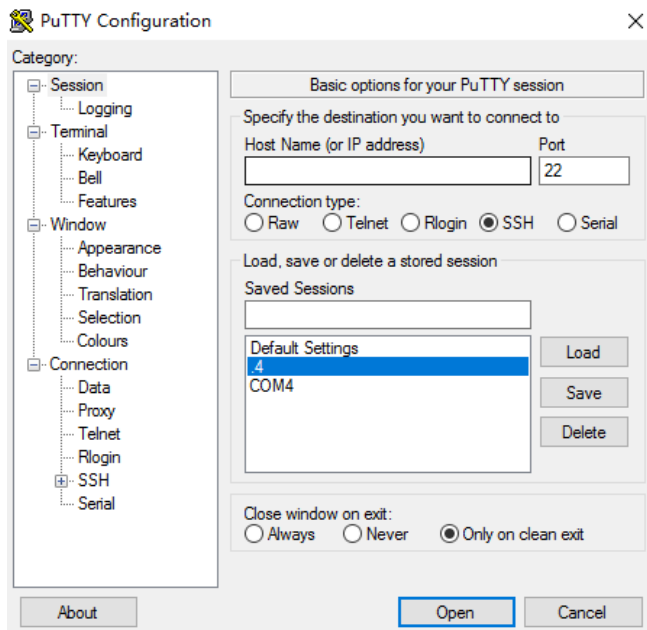 PuTTY Configuration
Category:
Session
Logging
Terminal
Keyboard
Bell
Features
Window
Appearance
Behaviour
Translation
Selection
Colours
Connection
Data
Proxy
Telnet
Rlogin
SSH
Serial
Basic options for your PuTTY session
Specify the destination you want to connect to
Host Name (or IP address) Port
22
Connection type:
Raw Telnet Rlogin SSH Serial
Load, save or delete a stored session
Saved Sessions
Default Settings
.4
COM4
Load
Save
Delete
Close window on exit:
Always Never Only on clean exit
About Open Cancel